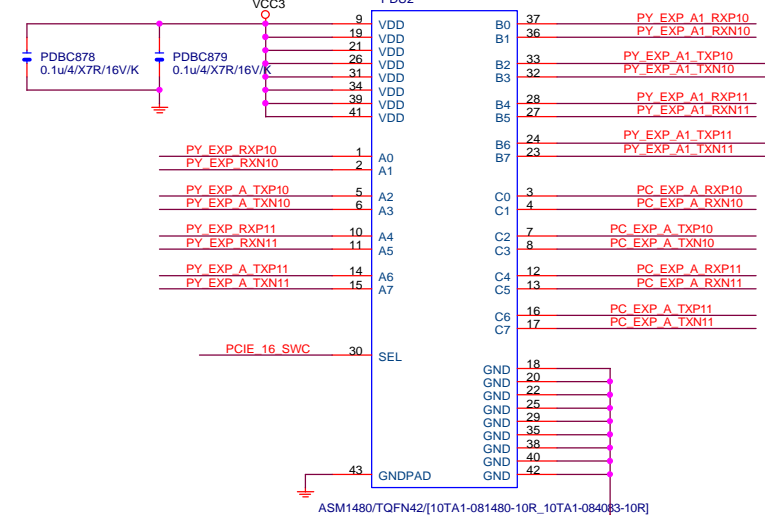 VCC3
9 VDD
19 VDD
21 VDD
26 VDD
31 VDD
34 VDD
39 VDD
41 VDD
PDBC878
0.1u/4/X7R/16V/K
PDBC879
0.1u/4/X7R/16V/K
PY_EXP_RXP10 1 A0
PY_EXP_RXN10 2 A1
PY_EXP_A_TXP10 5 A2
PY_EXP_A_TXN10 6 A3
PY_EXP_RXP11 10 A4
PY_EXP_RXN11 11 A5
PY_EXP_A_TXP11 14 A6
PY_EXP_A_TXN11 15 A7
PCIE_16_SWC 30 SEL
43 GNDPAD
B0 37 PY_EXP_A1_RXP10
B1 36 PY_EXP_A1_RXN10
B2 33 PY_EXP_A1_TXP10
B3 32 PY_EXP_A1_TXN10
B4 28 PY_EXP_A1_RXP11
B5 27 PY_EXP_A1_RXN11
B6 24 PY_EXP_A1_TXP11
B7 23 PY_EXP_A1_TXN11
C0 3 PC_EXP_A_RXP10
C1 4 PC_EXP_A_RXN10
C2 7 PC_EXP_A_TXP10
C3 8 PC_EXP_A_TXN10
C4 12 PC_EXP_A_RXP11
C5 13 PC_EXP_A_RXN11
C6 16 PC_EXP_A_TXP11
C7 17 PC_EXP_A_TXN11
GND 18
GND 20
GND 22
GND 25
GND 29
GND 35
GND 38
GND 40
GND 42
ASM1480/TQFN42/[10TA1-081480-10R_10TA1-084083-10R]